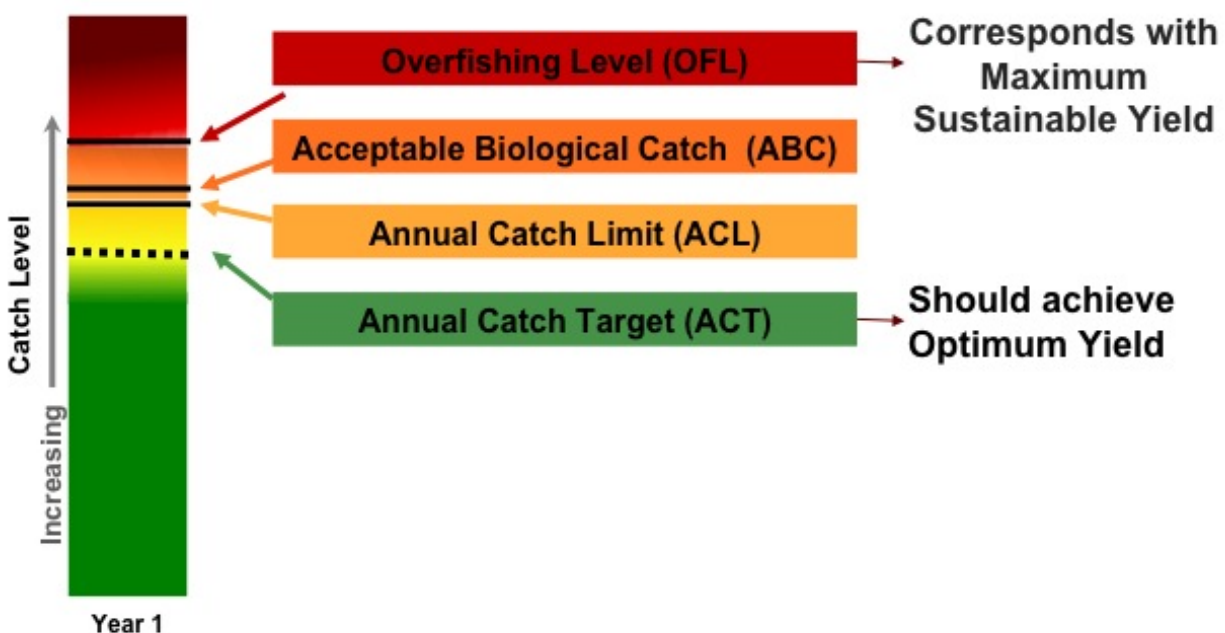 Overfishing Level (OFL)
Corresponds with
Maximum
Sustainable Yield
Acceptable Biological Catch (ABC)
Annual Catch Limit (ACL)
Annual Catch Target (ACT)
Should achieve
Optimum Yield
Catch Level
Increasing
Year 1